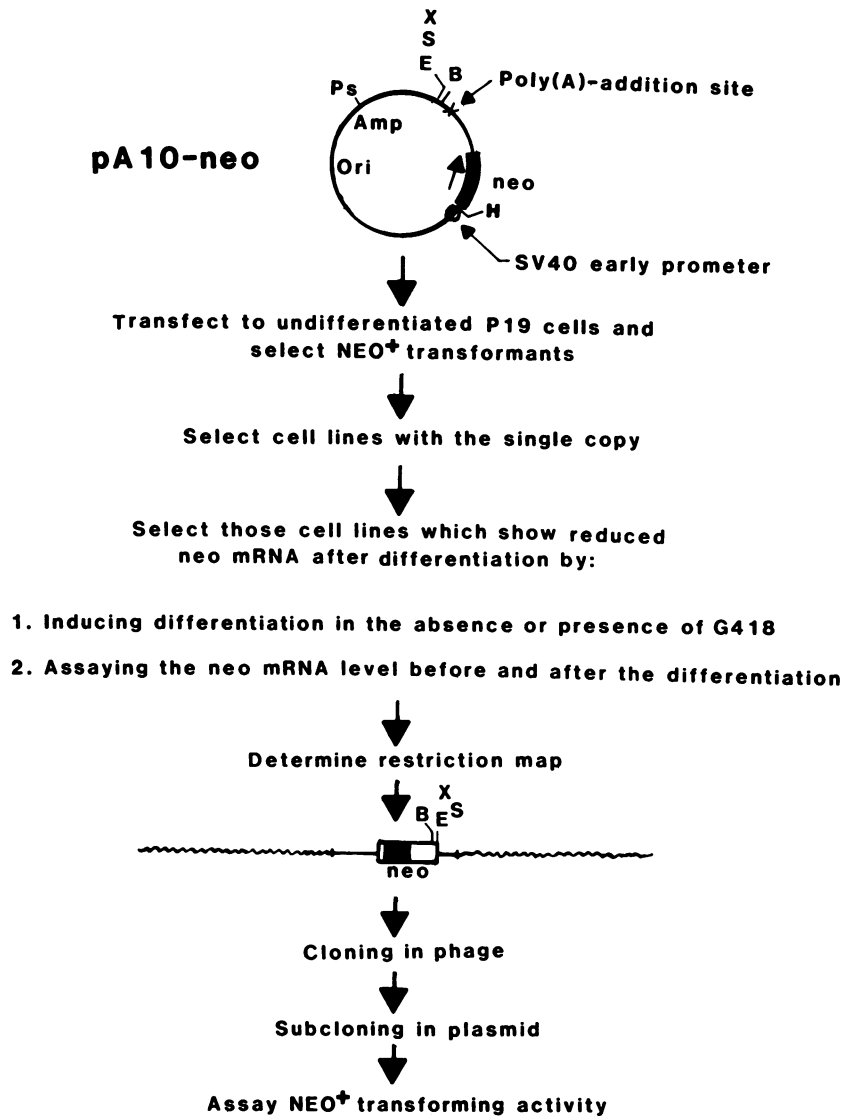 X
S
E
B
Poly(A)-addition site
Ps
Amp
pA10-neo
Ori
neo
H
SV40 early prometer
Transfect to undifferentiated P19 cells and
select NEO+ transformants
Select cell lines with the single copy
Select those cell lines which show reduced
neo mRNA after differentiation by:
1. Inducing differentiation in the absence or presence of G418
2. Assaying the neo mRNA level before and after the differentiation
Determine restriction map
X
B E S
neo
Cloning in phage
Subcloning in plasmid
Assay NEO+ transforming activity